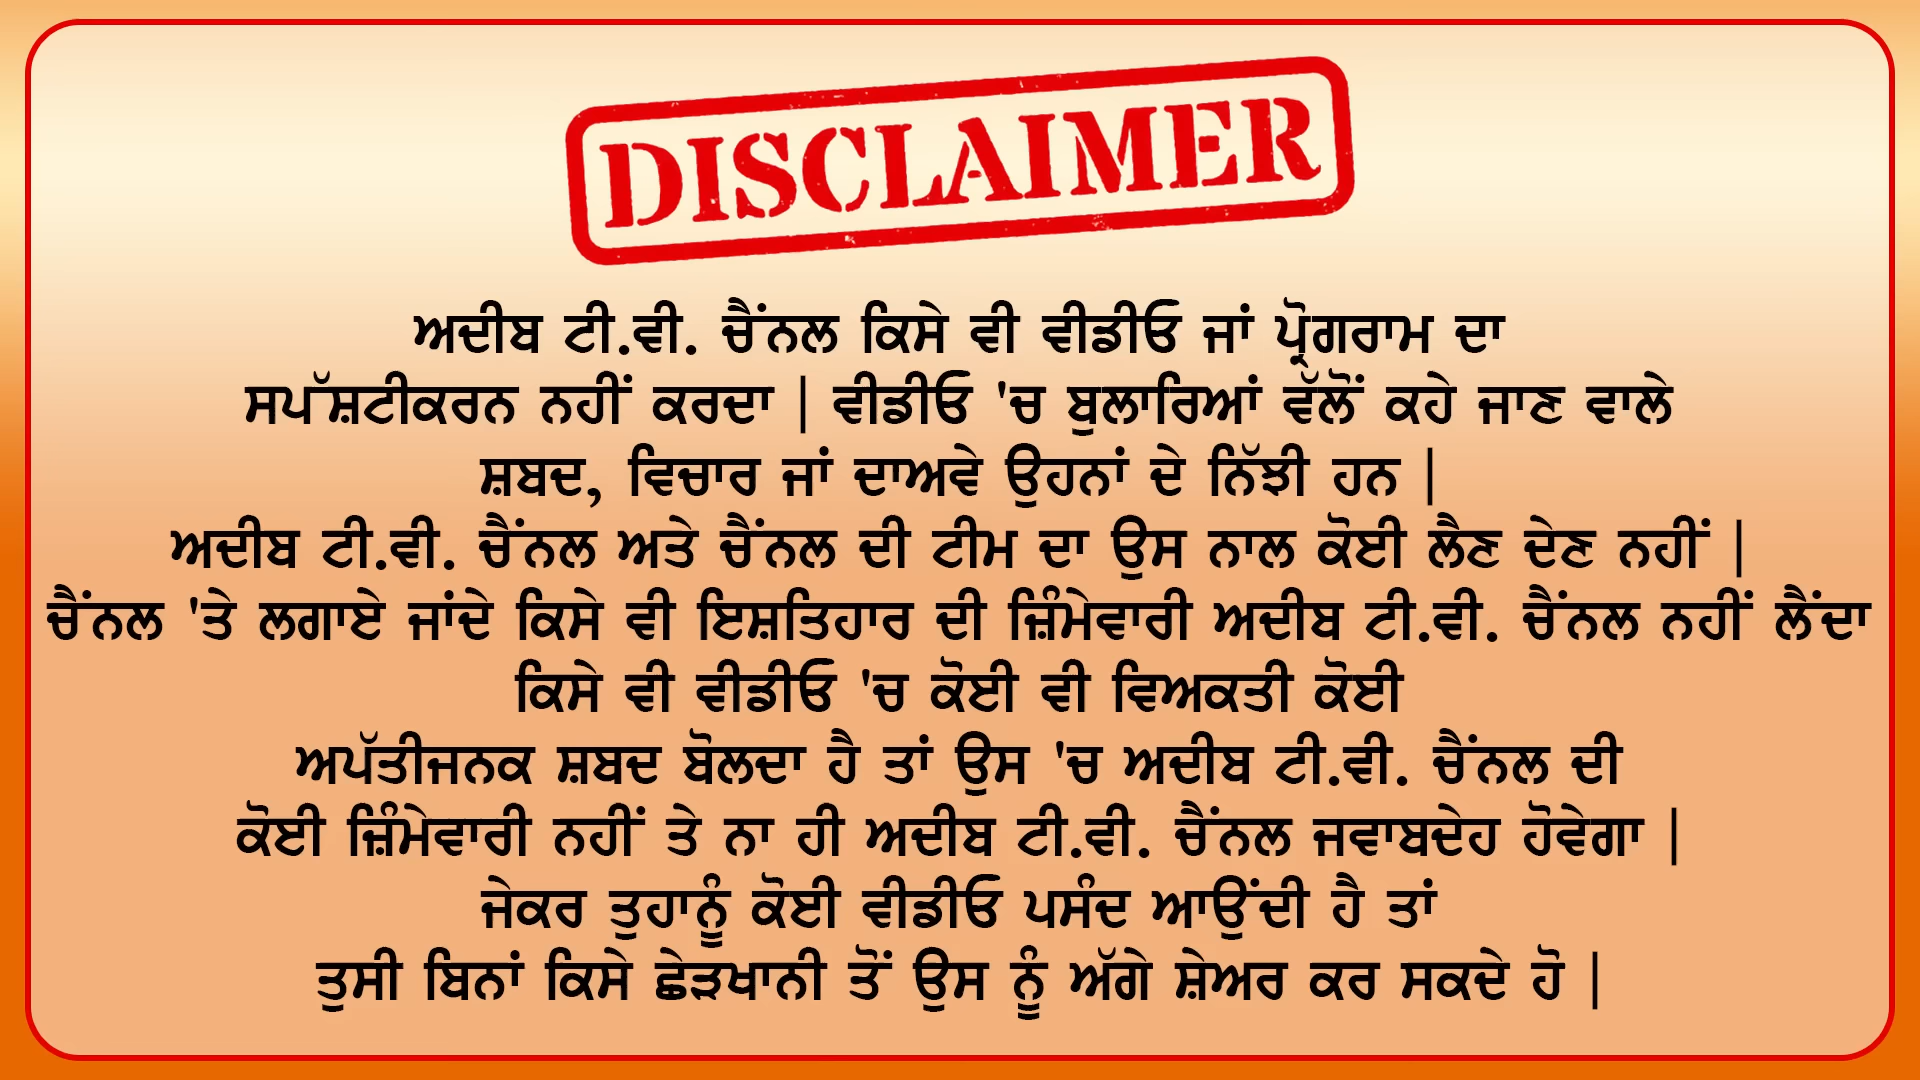 DISCLAIMER
ਅਦੀਬ ਟੀ.ਵੀ. ਚੈਂਨਲ ਕਿਸੇ ਵੀ ਵੀਡੀਓ ਜਾਂ ਪ੍ਰੋਗਰਾਮ ਦਾ
ਸਪੱਸ਼ਟੀਕਰਨ ਨਹੀਂ ਕਰਦਾ | ਵੀਡੀਓ 'ਚ ਬੁਲਾਰਿਆਂ ਵੱਲੋਂ ਕਹੇ ਜਾਣ ਵਾਲੇ
ਸ਼ਬਦ, ਵਿਚਾਰ ਜਾਂ ਦਾਅਵੇ ਉਹਨਾਂ ਦੇ ਨਿੱਝੀ ਹਨ |
ਅਦੀਬ ਟੀ.ਵੀ. ਚੈਂਨਲ ਅਤੇ ਚੈਂਨਲ ਦੀ ਟੀਮ ਦਾ ਉਸ ਨਾਲ ਕੋਈ ਲੈਣ ਦੇਣ ਨਹੀਂ |
ਚੈਂਨਲ 'ਤੇ ਲਗਾਏ ਜਾਂਦੇ ਕਿਸੇ ਵੀ ਇਸ਼ਤਿਹਾਰ ਦੀ ਜ਼ਿੰਮੇਵਾਰੀ ਅਦੀਬ ਟੀ.ਵੀ. ਚੈਂਨਲ ਨਹੀਂ ਲੈਂਦਾ
ਕਿਸੇ ਵੀ ਵੀਡੀਓ 'ਚ ਕੋਈ ਵੀ ਵਿਅਕਤੀ ਕੋਈ
ਅਪੱਤੀਜਨਕ ਸ਼ਬਦ ਬੋਲਦਾ ਹੈ ਤਾਂ ਉਸ 'ਚ ਅਦੀਬ ਟੀ.ਵੀ. ਚੈਂਨਲ ਦੀ
ਕੋਈ ਜ਼ਿੰਮੇਵਾਰੀ ਨਹੀਂ ਤੇ ਨਾ ਹੀ ਅਦੀਬ ਟੀ.ਵੀ. ਚੈਂਨਲ ਜਵਾਬਦੇਹ ਹੋਵੇਗਾ |
ਜੇਕਰ ਤੁਹਾਨੂੰ ਕੋਈ ਵੀਡੀਓ ਪਸੰਦ ਆਉਂਦੀ ਹੈ ਤਾਂ
ਤੁਸੀ ਬਿਨਾਂ ਕਿਸੇ ਛੇੜਖਾਨੀ ਤੋਂ ਉਸ ਨੂੰ ਅੱਗੇ ਸ਼ੇਅਰ ਕਰ ਸਕਦੇ ਹੋ |